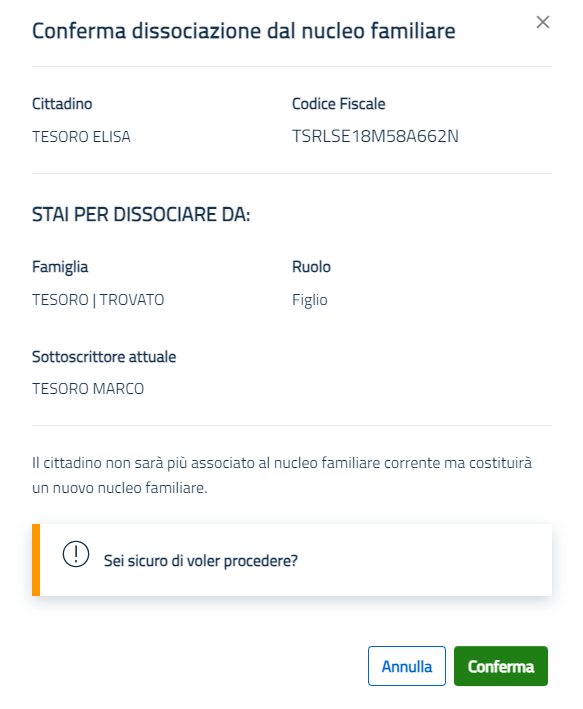 Conferma dissociazione dal nucleo familiare
Cittadino
Codice Fiscale
TESORO ELISA
TSRLSE18M58A662N
STAI PER DISSOCIARE DA:
Famiglia
Ruolo
TESORO | TROVATO
Figlio
Sottoscrittore attuale
TESORO MARCO
Il cittadino non sarà più associato al nucleo familiare corrente ma costituirà
un nuovo nucleo familiare.
Sei sicuro di voler procedere?
Annulla
Conferma